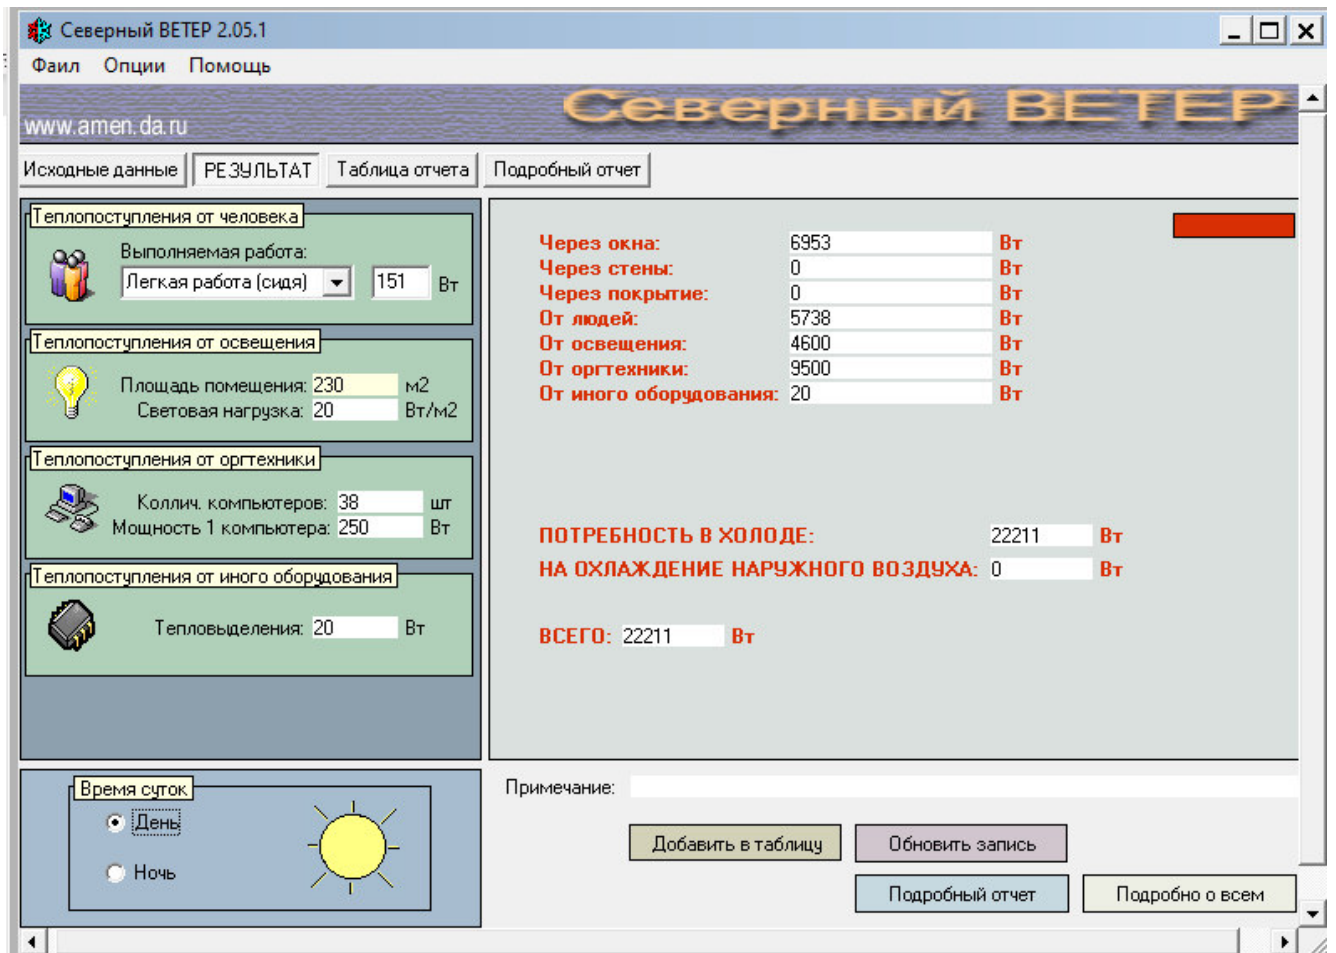 Северный ВЕТЕР 2.05.1
Фаил Опции Помощь
www.amen.da.ru
Северный ВЕТЕР
Исходные данные РЕЗУЛЬТАТ Таблица отчета Подробный отчет
Теплопоступления от человека
Выполняемая работа:
Легкая работа (сидя) 151 Вт
Теплопоступления от освещения
Площадь помещения: 230 м2
Световая нагрузка: 20 Вт/м2
Теплопоступления от оргтехники
Коллич. компьютеров: 38 шт
Мощность 1 компьютера: 250 Вт
Теплопоступления от иного оборудования
Тепловыделения: 20 Вт
Время суток
День
Ночь
Через окна: 6953 Вт
Через стены: 0 Вт
Через покрытие: 0 Вт
От людей: 5738 Вт
От освещения: 4600 Вт
От оргтехники: 9500 Вт
От иного оборудования: 20 Вт
ПОТРЕБНОСТЬ В ХОЛОДЕ: 22211 Вт
НА ОХЛАЖДЕНИЕ НАРУЖНОГО ВОЗДУХА: 0 Вт
ВСЕГО: 22211 Вт
Примечание:
Добавить в таблицу Обновить запись
Подробный отчет Подробно о всем